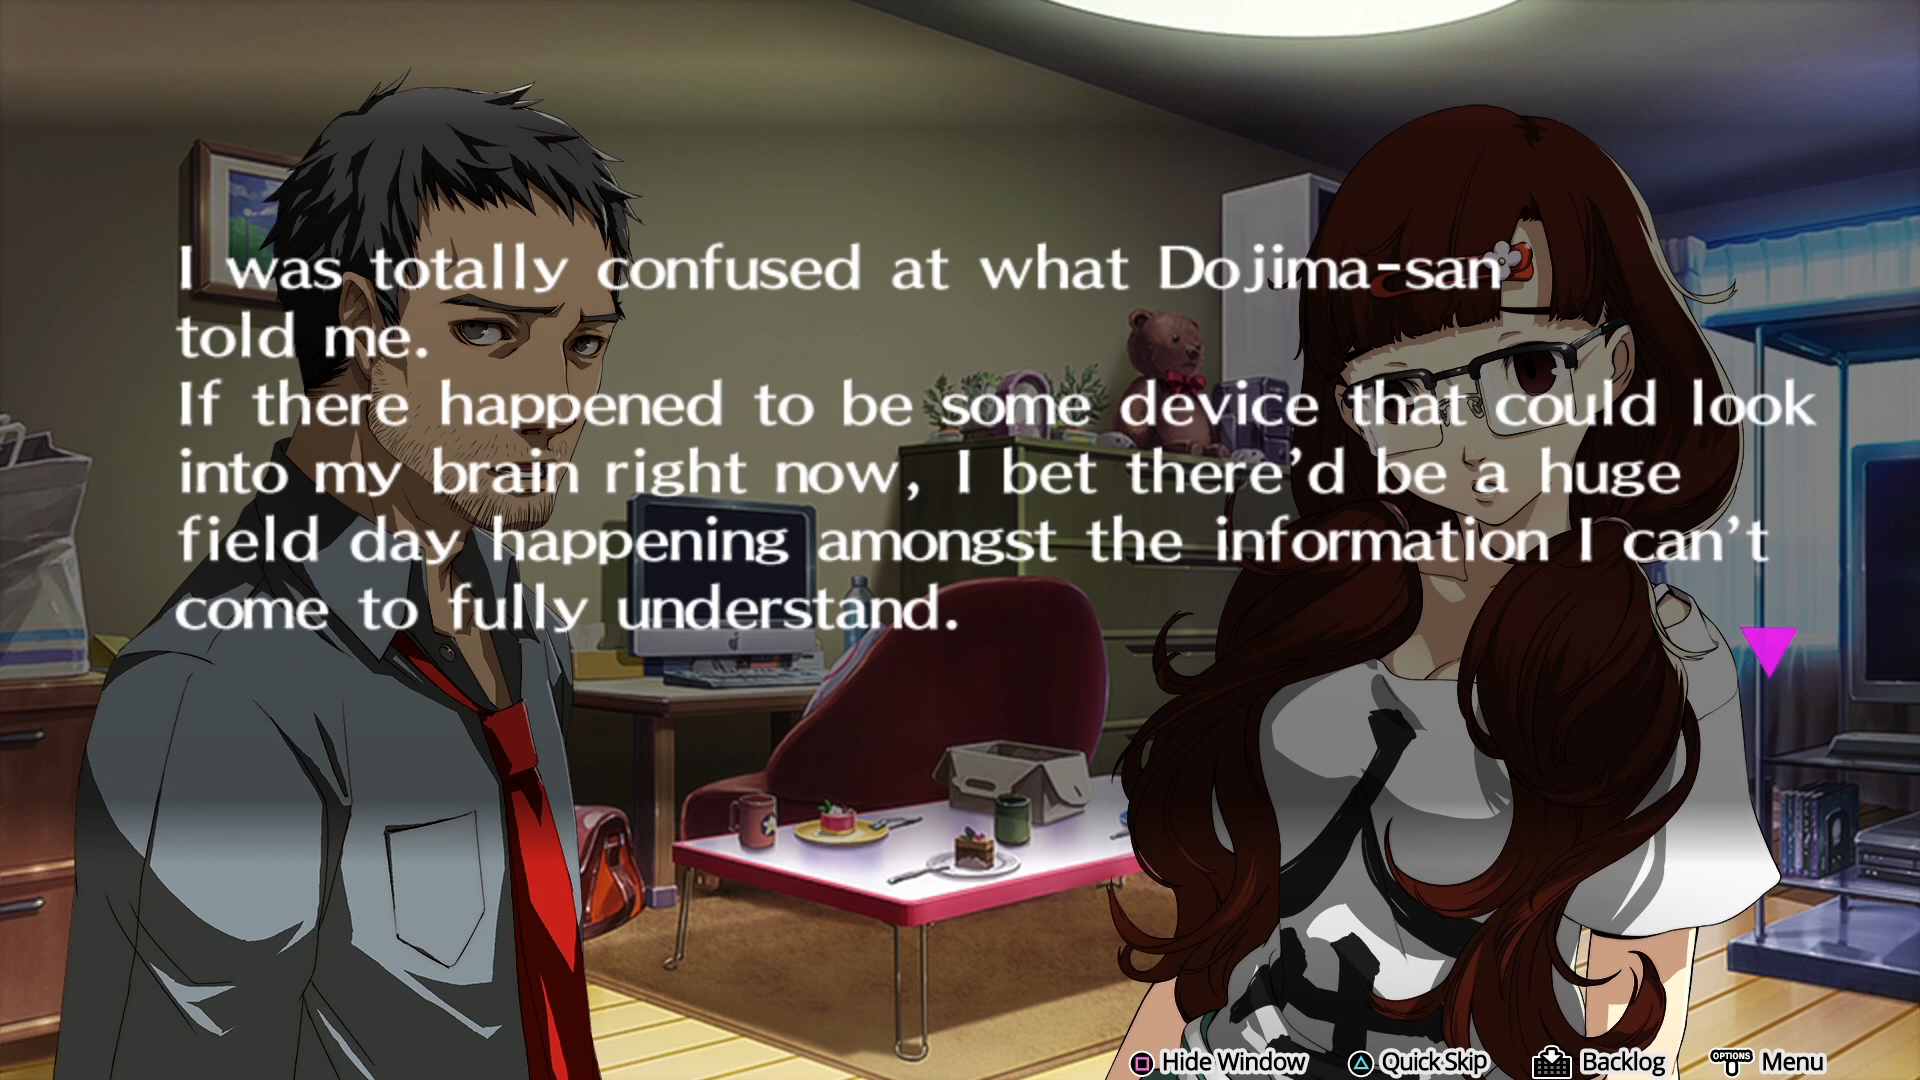 I was totally confused at what Dojima-san
told me.
If there happened to be some device that could look
into my brain right now, I bet there’d be a huge
field day happening amongst the information I can’t
come to fully understand.
Hide Window Quick Skip Backlog OPTIONS Menu